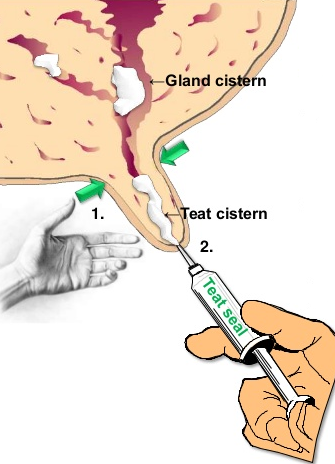 ←Gland cistern
←Teat cistern
1.
2.
Teat seal